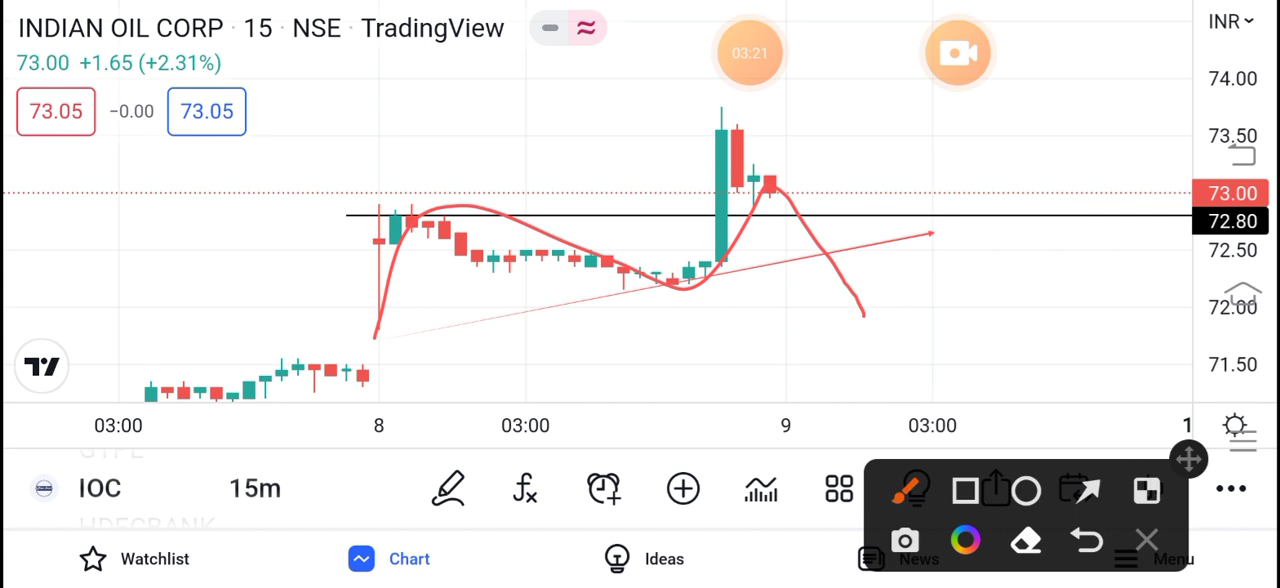 INDIAN OIL CORP · 15 · NSE · TradingView
INR
03:21
73.00 +1.65 (+2.31%)
74.00
73.05 −0.00 73.05
73.50
73.00
72.80
72.50
72.00
71.50
03:00 8 03:00 9 03:00 1
IOC 15m
HDFCBANK
Watchlist Chart Ideas News Menu